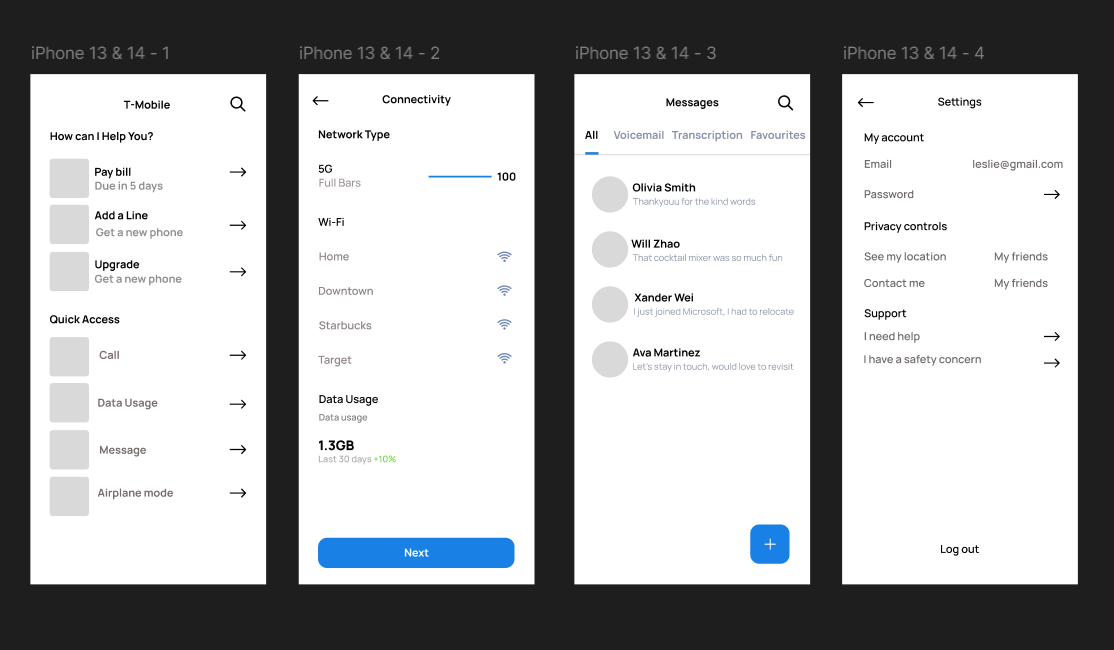 iPhone 13 & 14 - 1
T-Mobile
How can I Help You?
Pay bill
Due in 5 days
Add a Line
Get a new phone
Upgrade
Get a new phone
Quick Access
Call
Data Usage
Message
Airplane mode
iPhone 13 & 14 - 2
Connectivity
Network Type
5G
Full Bars
100
Wi-Fi
Home
Downtown
Starbucks
Target
Data Usage
Data usage
1.3GB
Last 30 days +10%
Next
iPhone 13 & 14 - 3
Messages
All Voicemail Transcription Favourites
Olivia Smith
Thankyouu for the kind words
Will Zhao
That cocktail mixer was so much fun
Xander Wei
I just joined Microsoft, I had to relocate
Ava Martinez
Let's stay in touch, would love to revisit
+
iPhone 13 & 14 - 4
Settings
My account
Email leslie@gmail.com
Password
Privacy controls
See my location My friends
Contact me My friends
Support
I need help
I have a safety concern
Log out